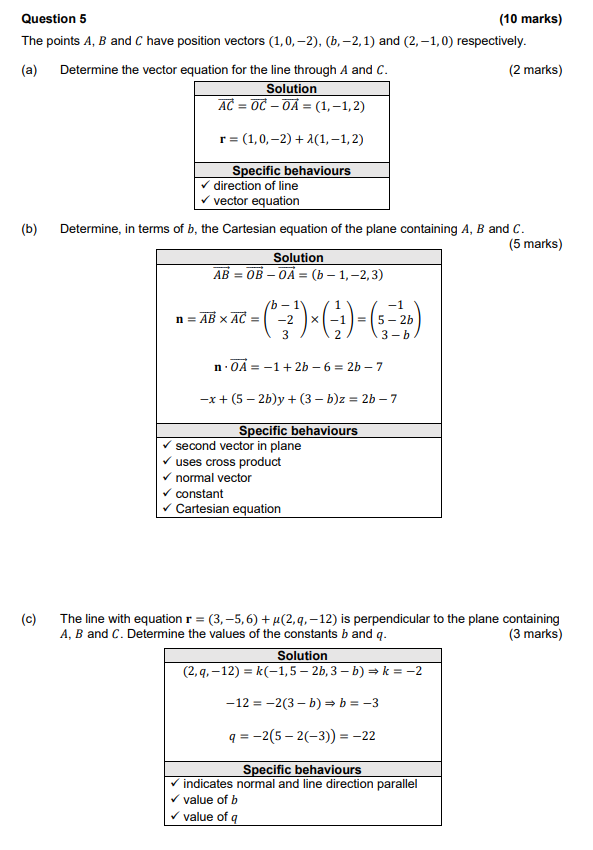 Question 5 (10 marks)
The points A, B and C have position vectors (1, 0, −2), (b, −2, 1) and (2, −1, 0) respectively.
(a) Determine the vector equation for the line through A and C. (2 marks)
Solution
AC⃗ = OC⃗ − OA⃗ = (1, −1, 2)
r = (1, 0, −2) + λ(1, −1, 2)
Specific behaviours
✓ direction of line
✓ vector equation
(b) Determine, in terms of b, the Cartesian equation of the plane containing A, B and C.
(5 marks)
Solution
AB⃗ = OB⃗ − OA⃗ = (b − 1, −2, 3)
n = AB⃗ × AC⃗ = (b − 1, −2, 3) × (1, −1, 2) = (−1, 5 − 2b, 3 − b)
n · OA⃗ = −1 + 2b − 6 = 2b − 7
−x + (5 − 2b)y + (3 − b)z = 2b − 7
Specific behaviours
✓ second vector in plane
✓ uses cross product
✓ normal vector
✓ constant
✓ Cartesian equation
(c) The line with equation r = (3, −5, 6) + μ(2, q, −12) is perpendicular to the plane containing
A, B and C. Determine the values of the constants b and q. (3 marks)
Solution
(2, q, −12) = k(−1, 5 − 2b, 3 − b) ⇒ k = −2
−12 = −2(3 − b) ⇒ b = −3
q = −2(5 − 2(−3)) = −22
Specific behaviours
✓ indicates normal and line direction parallel
✓ value of b
✓ value of q